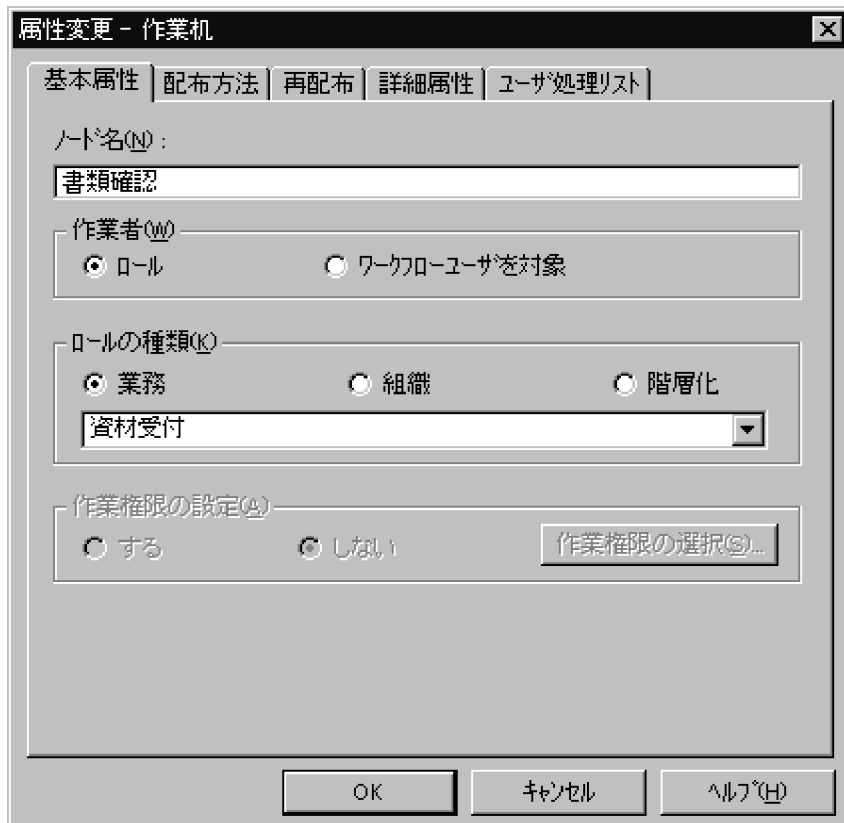 属性変更 - 作業机
基本属性 配布方法 再配布 詳細属性 ﾕｰｻﾞ処理ﾘｽﾄ
ﾉｰﾄﾞ名(N) :
書類確認
作業者(W)
ﾛｰﾙ ﾜｰｸﾌﾛｰﾕｰｻﾞを対象
ﾛｰﾙの種類(K)
業務 組織 階層化
資材受付
作業権限の設定(A)
する しない 作業権限の選択(S)...
OK ｷｬﾝｾﾙ ﾍﾙﾌﾟ(H)